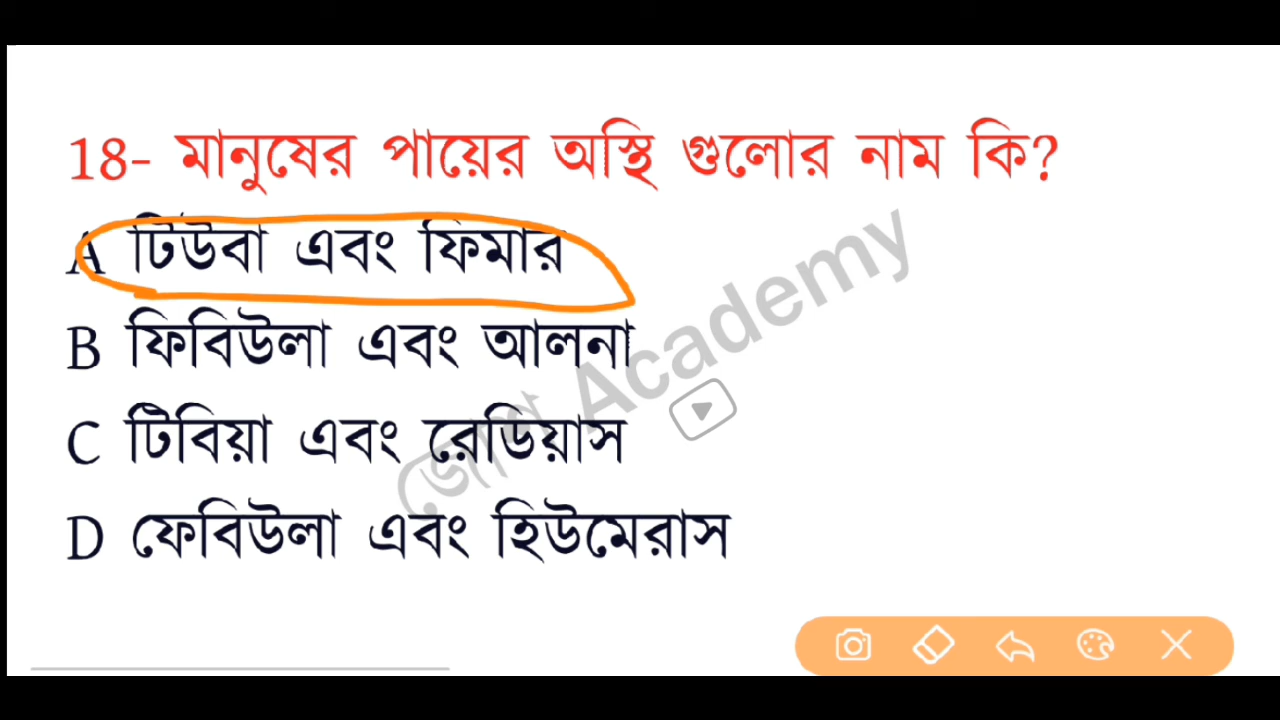 18- মানুষের পায়ের অস্থি গুলোর নাম কি?
A টিউবা এবং ফিমার
B ফিবিউলা এবং আলনা
C টিবিয়া এবং রেডিয়াস
D ফেবিউলা এবং হিউমেরাস
জোশ Academy